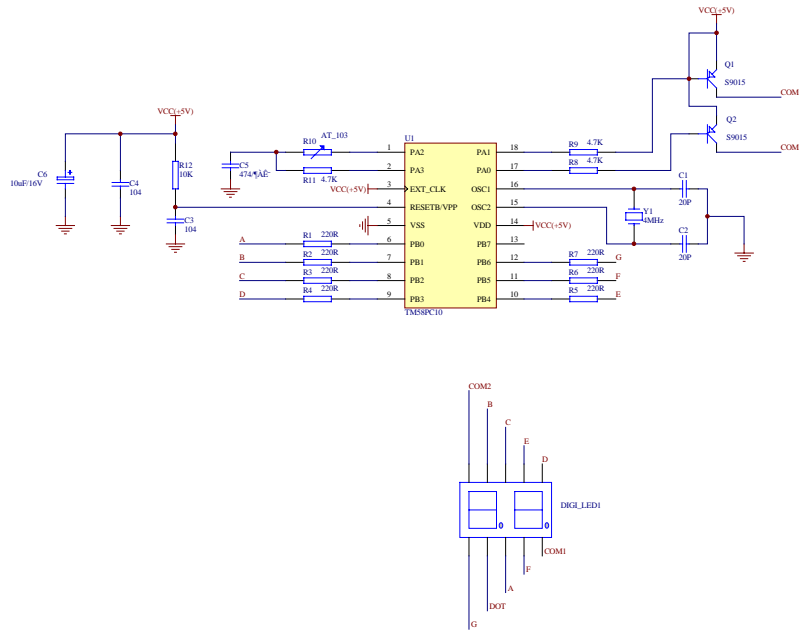 VCC(+5V)
Q1
S9015
COM
Q2
S9015
COM
VCC(+5V)
C6
10uF/16V
C4
104
R12
10K
C3
104
C5
474/¶ÀÉ
R10
AT_103
R11
4.7K
VCC(+5V)
U1
1
PA2
2
PA3
3
EXT_CLK
4
RESETB/VPP
5
VSS
6
PB0
7
PB1
8
PB2
9
PB3
PA1
18
PA0
17
OSC1
16
OSC2
15
VDD
14
PB7
13
PB6
12
PB5
11
PB4
10
TM58PC10
A
R1
220R
B
R2
220R
C
R3
220R
D
R4
220R
R9
4.7K
R8
4.7K
VCC(+5V)
C1
20P
Y1
4MHz
C2
20P
R7
220R
G
R6
220R
F
R5
220R
E
COM2
B
C
E
D
DIGI_LED1
COM1
F
A
DOT
G